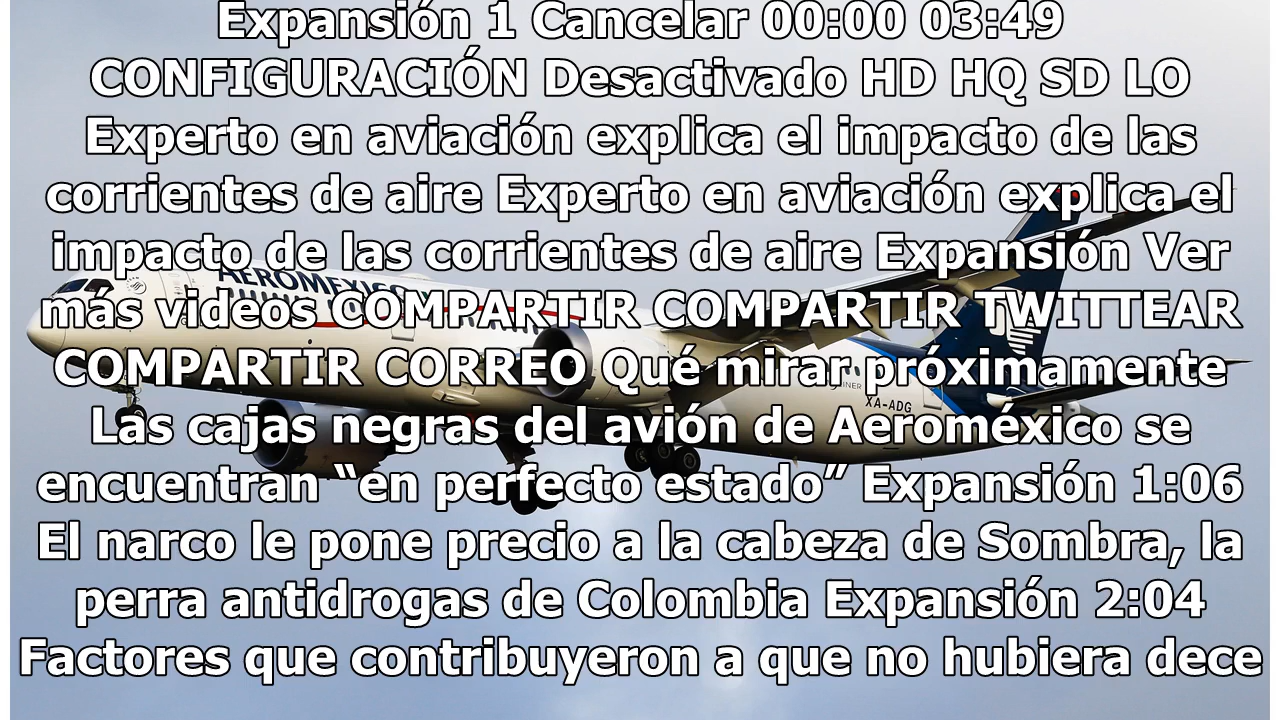 Expansión 1 Cancelar 00:00 03:49
CONFIGURACIÓN Desactivado HD HQ SD LO
Experto en aviación explica el impacto de las
corrientes de aire Experto en aviación explica el
impacto de las corrientes de aire Expansión Ver
más videos COMPARTIR COMPARTIR TWITTEAR
COMPARTIR CORREO Qué mirar próximamente
Las cajas negras del avión de Aeroméxico se
encuentran “en perfecto estado” Expansión 1:06
El narco le pone precio a la cabeza de Sombra, la
perra antidrogas de Colombia Expansión 2:04
Factores que contribuyeron a que no hubiera dece
AEROMEXICO
XA-ADG